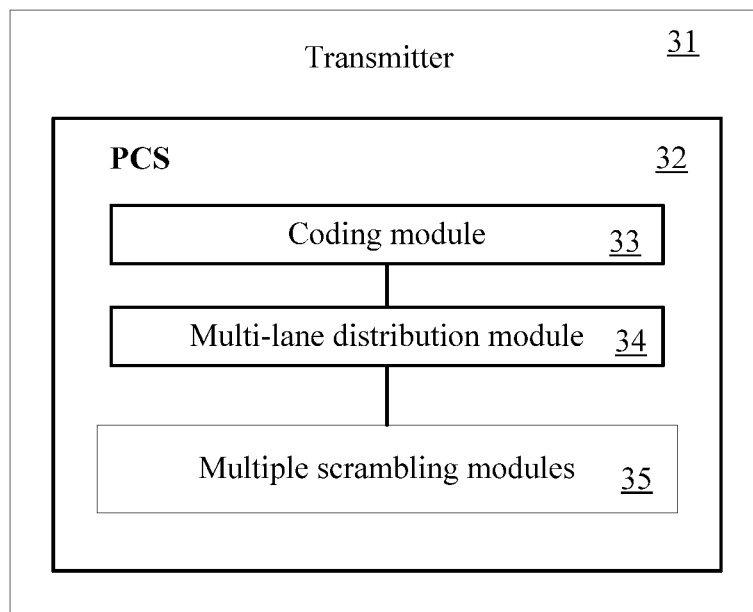 Transmitter 31
PCS 32
Coding module 33
Multi-lane distribution module 34
Multiple scrambling modules 35